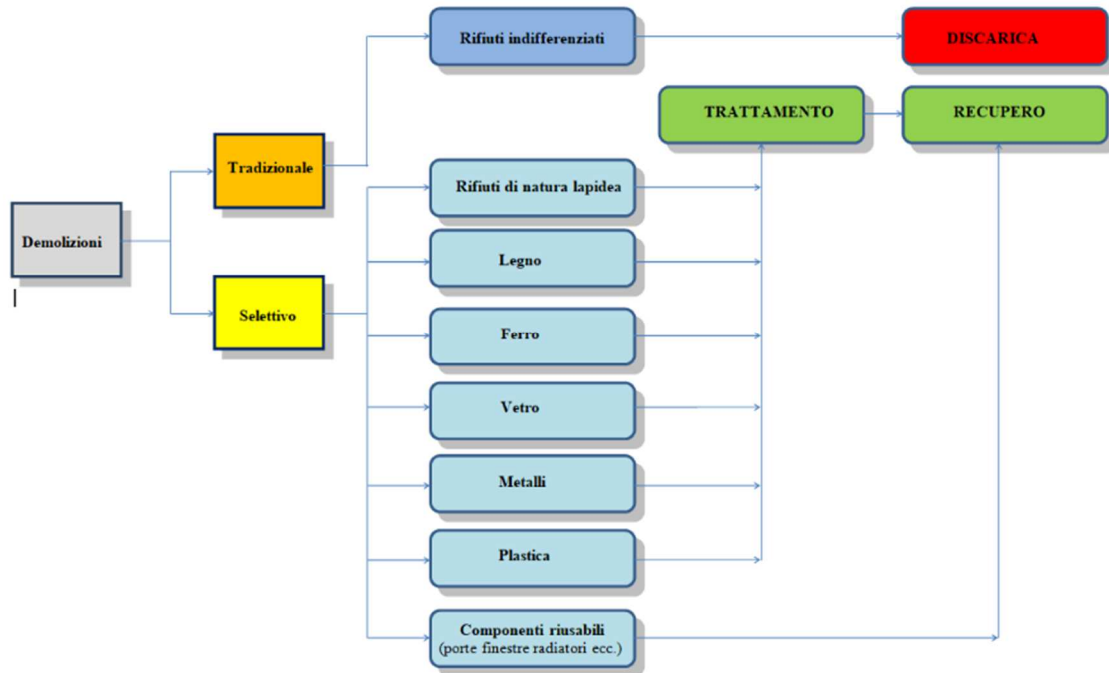 Rifiuti indifferenziati
DISCARICA
TRATTAMENTO
RECUPERO
Tradizionale
Rifiuti di natura lapidea
Demolizioni
Legno
Selettivo
Ferro
Vetro
Metalli
Plastica
Componenti riusabili
(porte finestre radiatori ecc.)